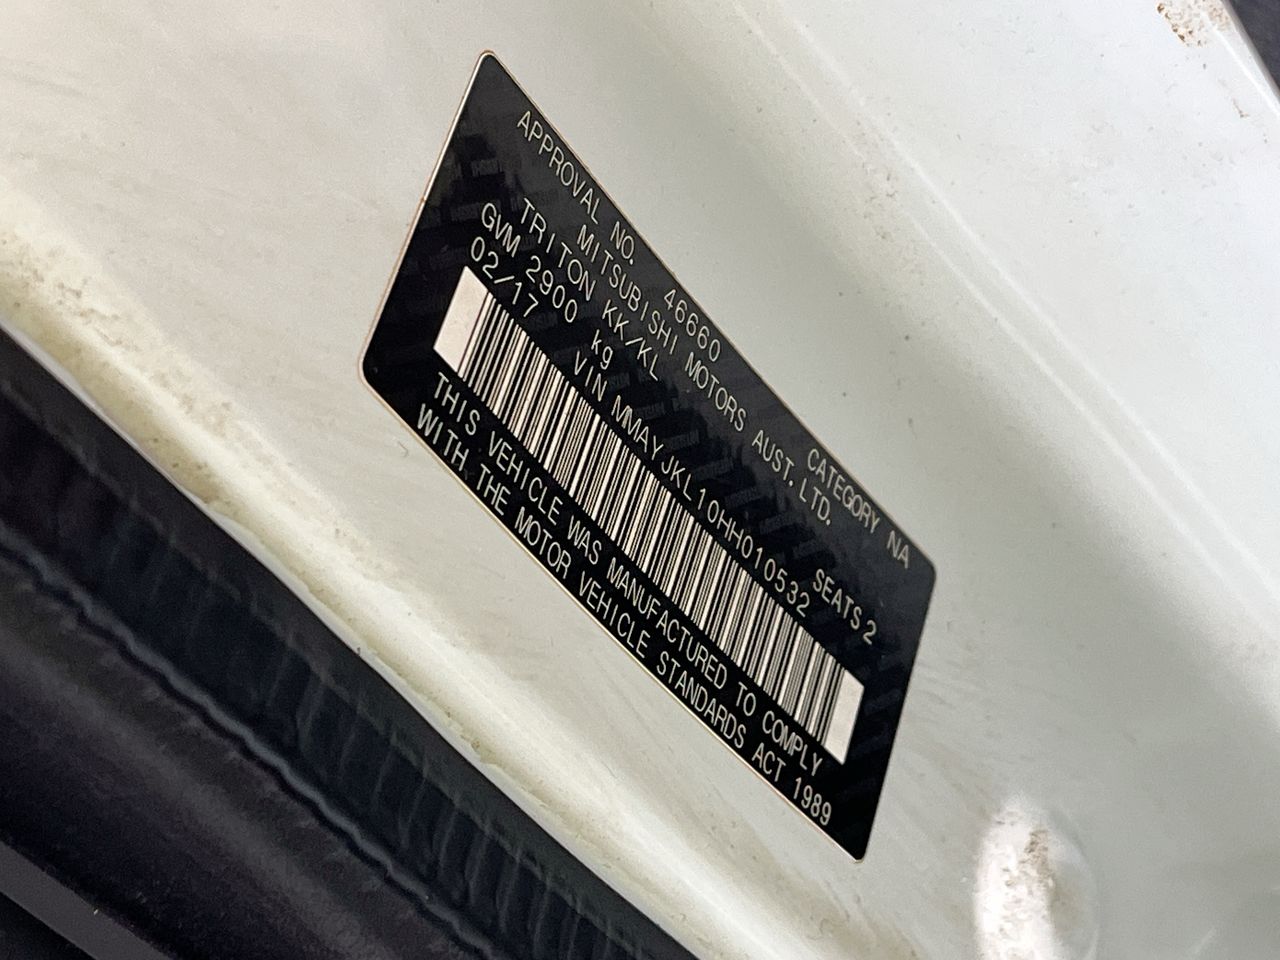 APPROVAL NO. 46660 CATEGORY NA
MITSUBISHI MOTORS AUST. LTD.
TRITON KK/KL SEATS 2
GVM 2900 kg
02/17 VIN MMAYJKL10HH010532
THIS VEHICLE WAS MANUFACTURED TO COMPLY
WITH THE MOTOR VEHICLE STANDARDS ACT 1989